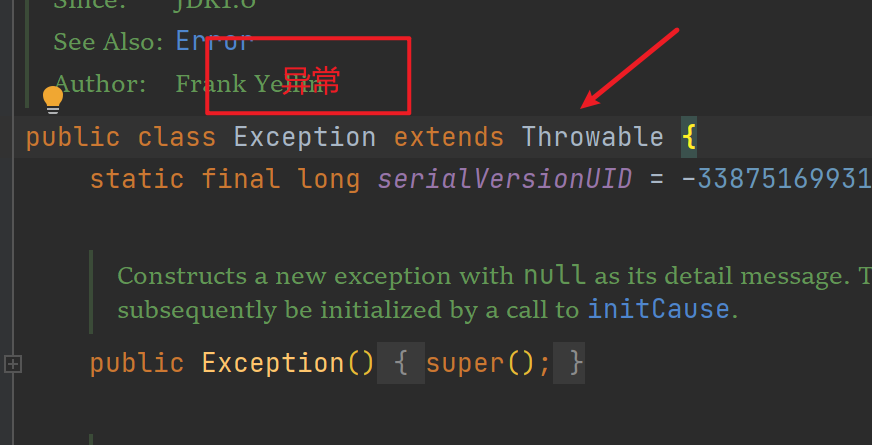 Since: JDK1.0
See Also: Error
异常
Author: Frank Yellin
public class Exception extends Throwable {
static final long serialVersionUID = -33875169931
Constructs a new exception with null as its detail message. T
subsequently be initialized by a call to initCause.
public Exception() { super(); }